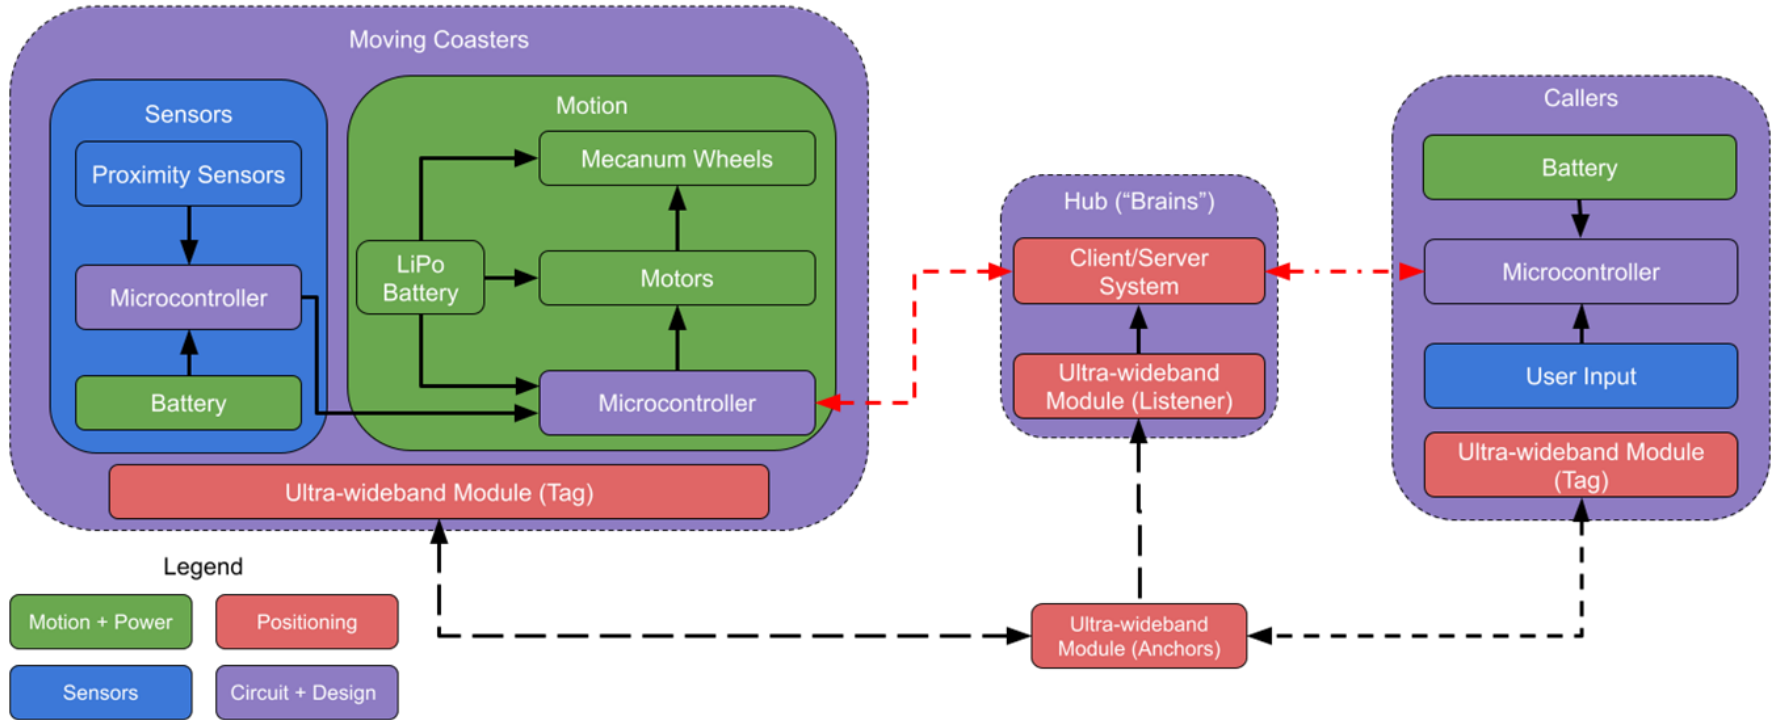 Moving Coasters
Sensors
Proximity Sensors
Microcontroller
Battery
Motion
Mecanum Wheels
LiPo
Battery
Motors
Microcontroller
Ultra-wideband Module (Tag)
Hub (“Brains”)
Client/Server
System
Ultra-wideband
Module (Listener)
Callers
Battery
Microcontroller
User Input
Ultra-wideband Module
(Tag)
Ultra-wideband
Module (Anchors)
Legend
Motion + Power
Positioning
Sensors
Circuit + Design